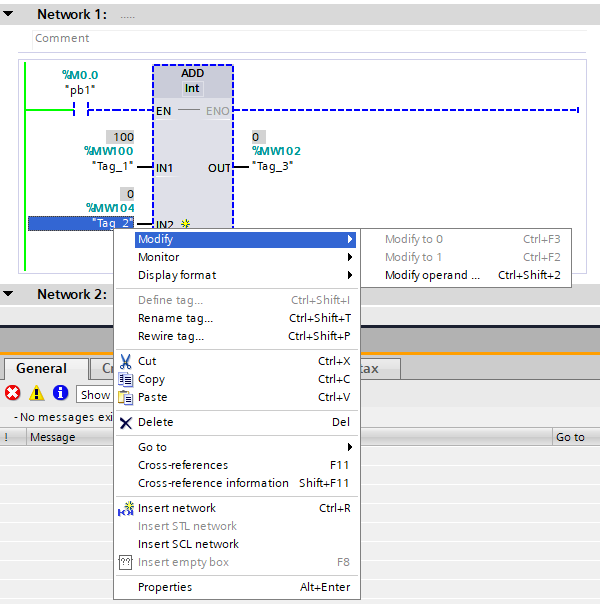 Network 1: .....
Comment
%M0.0
"pb1"
ADD
Int
EN ENO
100
%MW100
"Tag_1"
IN1
0
%MW102
"Tag_3"
OUT
0
%MW104
"Tag_2"
IN2
Modify
Monitor
Display format
Define tag... Ctrl+Shift+I
Rename tag... Ctrl+Shift+T
Rewire tag... Ctrl+Shift+P
Cut Ctrl+X
Copy Ctrl+C
Paste Ctrl+V
Delete Del
Go to
Cross-references F11
Cross-reference information Shift+F11
Insert network Ctrl+R
Insert STL network
Insert SCL network
Insert empty box F8
Properties Alt+Enter
Modify to 0 Ctrl+F3
Modify to 1 Ctrl+F2
Modify operand ... Ctrl+Shift+2
Network 2:
General
Show
- No messages exi
! Message Go to